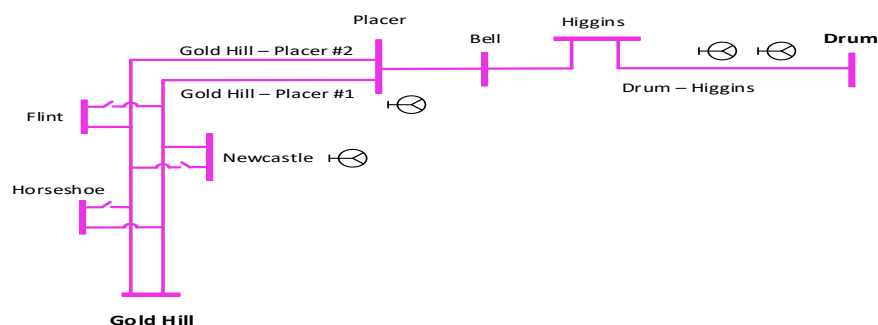 Placer
Higgins
Bell
Drum
Gold Hill – Placer #2
Gold Hill – Placer #1
Drum – Higgins
Flint
Newcastle
Horseshoe
Gold Hill